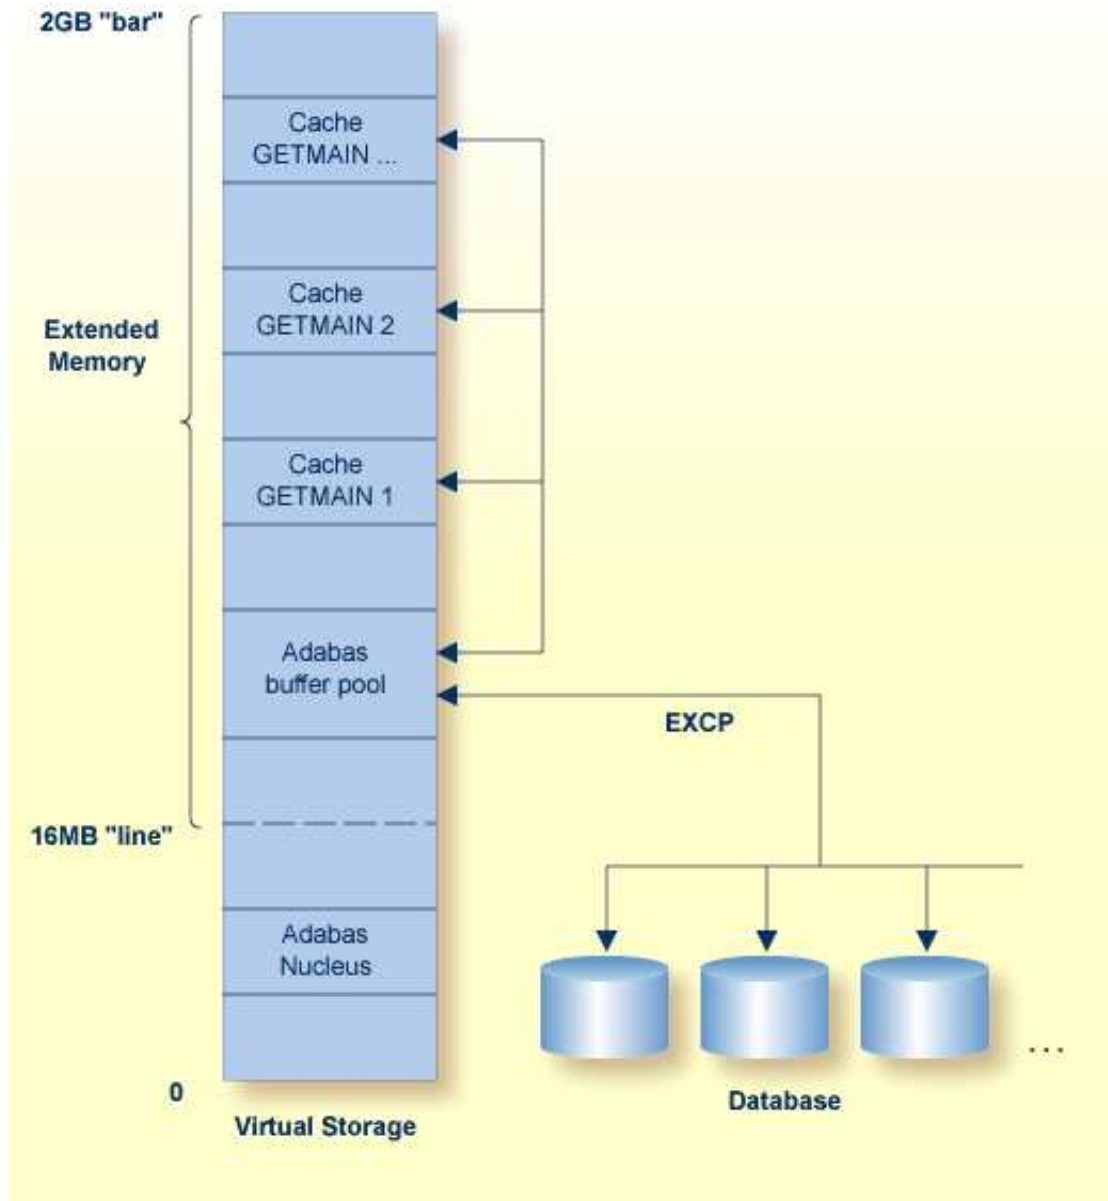 2GB "bar"
Cache
GETMAIN ...
Cache
GETMAIN 2
Extended
Memory
Cache
GETMAIN 1
Adabas
buffer pool
EXCP
16MB "line"
Adabas
Nucleus
...
0
Database
Virtual Storage